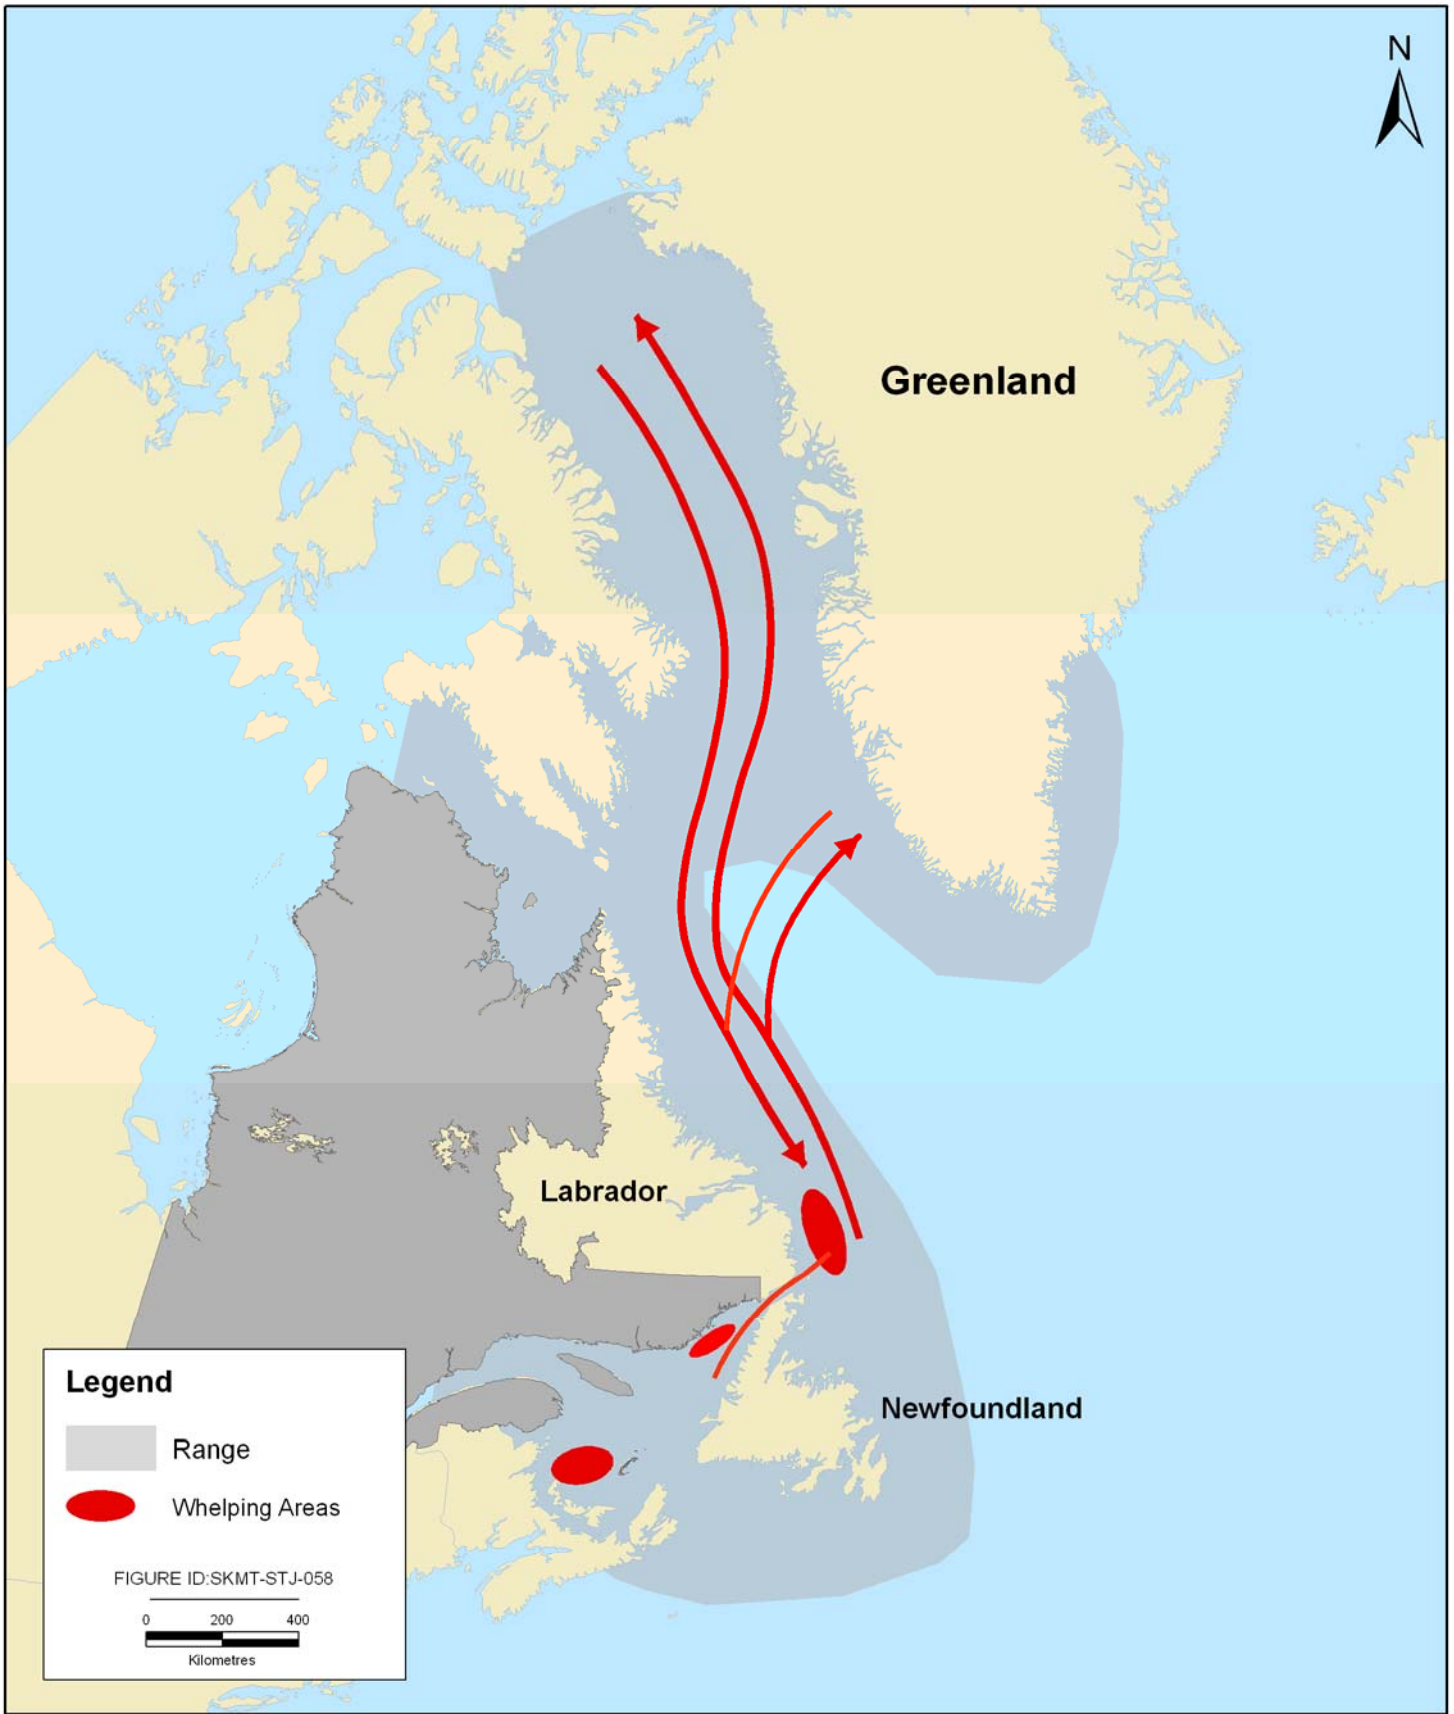 N
Greenland
Labrador
Newfoundland
Legend
Range
Whelping Areas
FIGURE ID:SKMT-STJ-058
0 200 400
Kilometres